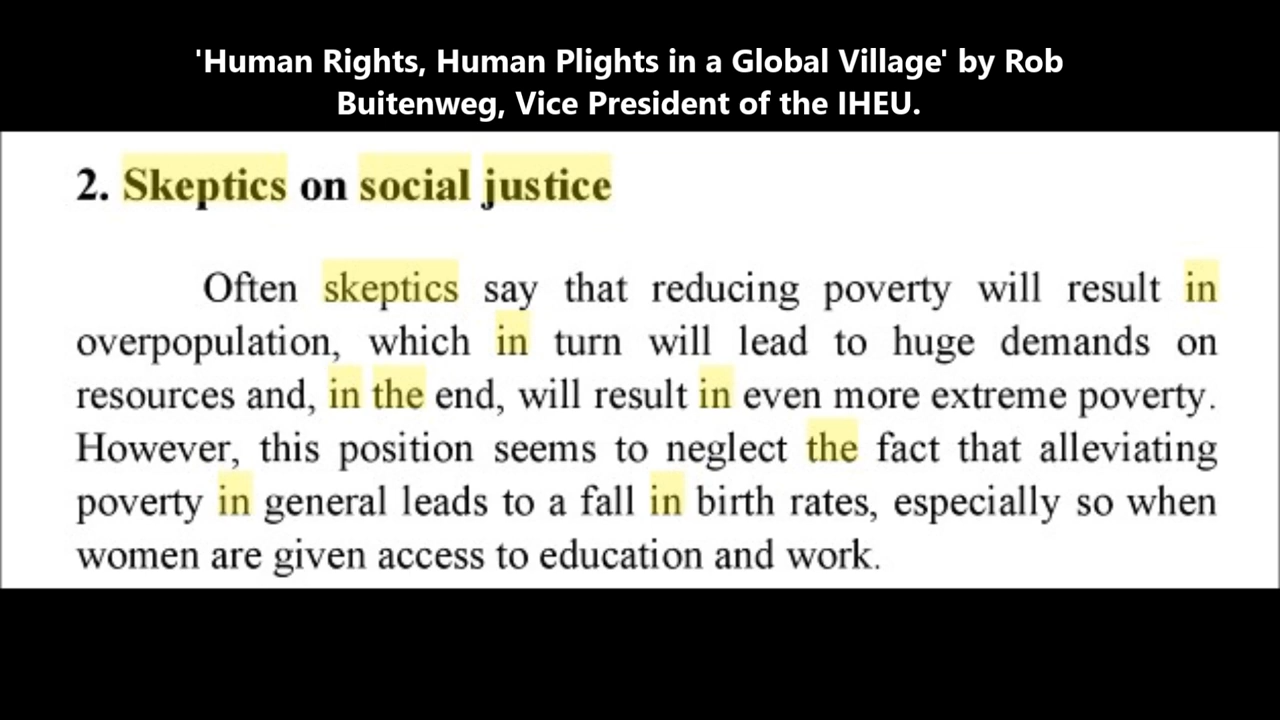 'Human Rights, Human Plights in a Global Village' by Rob
Buitenweg, Vice President of the IHEU.
2. Skeptics on social justice
Often skeptics say that reducing poverty will result in
overpopulation, which in turn will lead to huge demands on
resources and, in the end, will result in even more extreme poverty.
However, this position seems to neglect the fact that alleviating
poverty in general leads to a fall in birth rates, especially so when
women are given access to education and work.